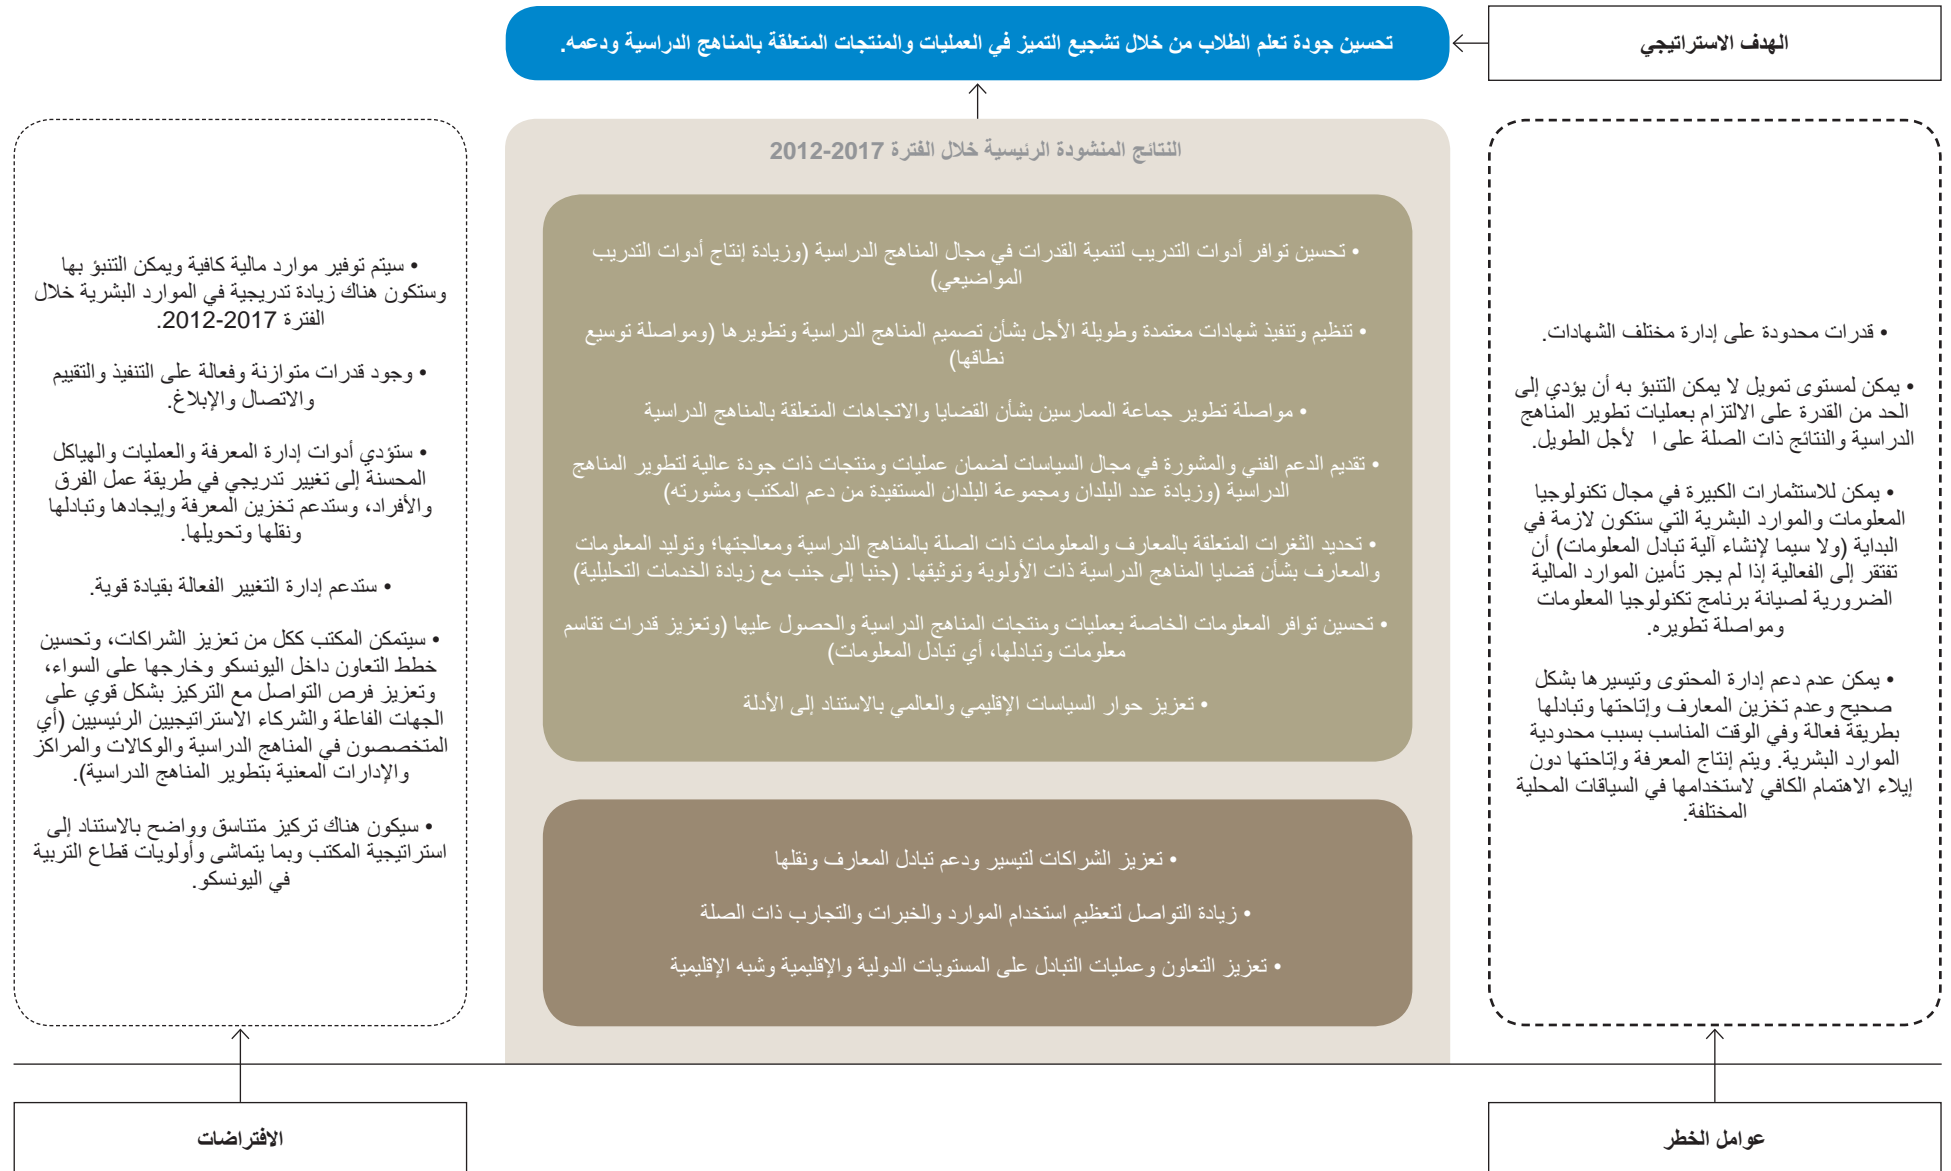 الهدف الاستراتيجي
تحسين جودة تعلم الطلاب من خلال تشجيع التميز في العمليات والمنتجات المتعلقة بالمناهج الدراسية ودعمه.
• قدرات محدودة على إدارة مختلف الشهادات.
• يمكن لمستوى تمويل لا يمكن التنبؤ به أن يؤدي إلى
الحد من القدرة على الالتزام بعمليات تطوير المناهج
الدراسية والنتائج ذات الصلة على ا لأجل الطويل.
• يمكن للاستثمارات الكبيرة في مجال تكنولوجيا
المعلومات والموارد البشرية التي ستكون لازمة في
البداية (ولا سيما لإنشاء آلية تبادل المعلومات) أن
تفتقر إلى الفعالية إذا لم يجر تأمين الموارد المالية
الضرورية لصيانة برنامج تكنولوجيا المعلومات
ومواصلة تطويره.
• يمكن عدم دعم إدارة المحتوى وتيسيرها بشكل
صحيح وعدم تخزين المعارف وإتاحتها وتبادلها
بطريقة فعالة وفي الوقت المناسب بسبب محدودية
الموارد البشرية. ويتم إنتاج المعرفة وإتاحتها دون
إيلاء الاهتمام الكافي لاستخدامها في السياقات المحلية
المختلفة.
عوامل الخطر
النتائج المنشودة الرئيسية خلال الفترة 2017-2012
• تحسين توافر أدوات التدريب لتنمية القدرات في مجال المناهج الدراسية (وزيادة إنتاج أدوات التدريب
المواضيعي)
• تنظيم وتنفيذ شهادات معتمدة وطويلة الأجل بشأن تصميم المناهج الدراسية وتطويرها (ومواصلة توسيع
نطاقها)
• مواصلة تطوير جماعة الممارسين بشأن القضايا والاتجاهات المتعلقة بالمناهج الدراسية
• تقديم الدعم الفني والمشورة في مجال السياسات لضمان عمليات ومنتجات ذات جودة عالية لتطوير المناهج
الدراسية (وزيادة عدد البلدان ومجموعة البلدان المستفيدة من دعم المكتب ومشورته)
• تحديد الثغرات المتعلقة بالمعارف والمعلومات ذات الصلة بالمناهج الدراسية ومعالجتها؛ وتوليد المعلومات
والمعارف بشأن قضايا المناهج الدراسية ذات الأولوية وتوثيقها. (جنبا إلى جنب مع زيادة الخدمات التحليلية)
• تحسين توافر المعلومات الخاصة بعمليات ومنتجات المناهج الدراسية والحصول عليها (وتعزيز قدرات تقاسم
معلومات وتبادلها، أي تبادل المعلومات)
• تعزيز حوار السياسات الإقليمي والعالمي بالاستناد إلى الأدلة
• تعزيز الشراكات لتيسير ودعم تبادل المعارف ونقلها
• زيادة التواصل لتعظيم استخدام الموارد والخبرات والتجارب ذات الصلة
• تعزيز التعاون وعمليات التبادل على المستويات الدولية والإقليمية وشبه الإقليمية
• سيتم توفير موارد مالية كافية ويمكن التنبؤ بها
وستكون هناك زيادة تدريجية في الموارد البشرية خلال
الفترة 2017-2012.
• وجود قدرات متوازنة وفعالة على التنفيذ والتقييم
والاتصال والإبلاغ.
• ستؤدي أدوات إدارة المعرفة والعمليات والهياكل
المحسنة إلى تغيير تدريجي في طريقة عمل الفرق
والأفراد، وستدعم تخزين المعرفة وإيجادها وتبادلها
ونقلها وتحويلها.
• ستدعم إدارة التغيير الفعالة بقيادة قوية.
• سيتمكن المكتب ككل من تعزيز الشراكات، وتحسين
خطط التعاون داخل اليونسكو وخارجها على السواء،
وتعزيز فرص التواصل مع التركيز بشكل قوي على
الجهات الفاعلة والشركاء الاستراتيجيين الرئيسيين (أي
المتخصصون في المناهج الدراسية والوكالات والمراكز
والإدارات المعنية بتطوير المناهج الدراسية).
• سيكون هناك تركيز متناسق وواضح بالاستناد إلى
استراتيجية المكتب وبما يتماشى وأولويات قطاع التربية
في اليونسكو.
الافتراضات